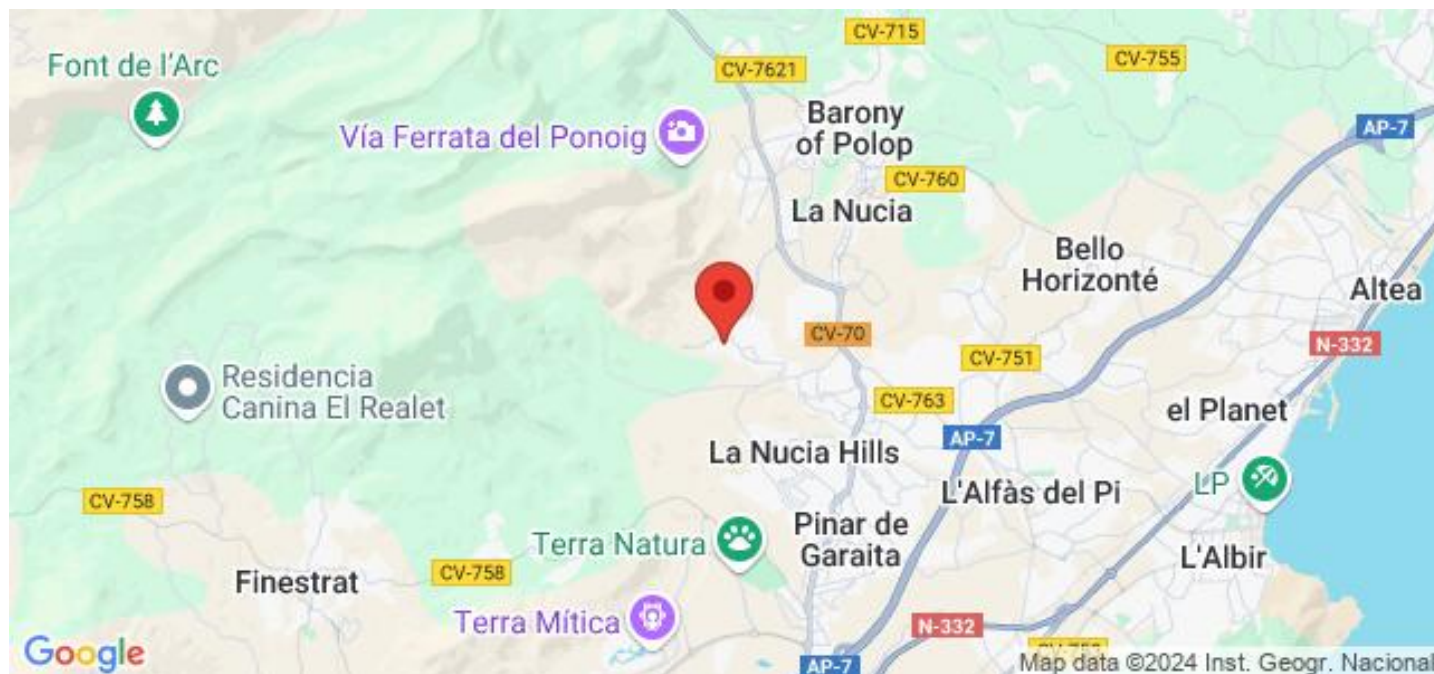 CV-715
Font de l'Arc
CV-7621
CV-755
Vía Ferrata del Ponoig
Barony
of Polop
AP-7
CV-760
La Nucia
Bello
Horizonté
Altea
CV-70
N-332
CV-751
Residencia
Canina El Realet
CV-763
el Planet
AP-7
La Nucia Hills
LP
L'Alfàs del Pi
CV-758
Pinar de
Garaita
Terra Natura
L'Albir
CV-758
Finestrat
Terra Mítica
N-332
Google
AP-7
Map data ©2024 Inst. Geogr. Nacional